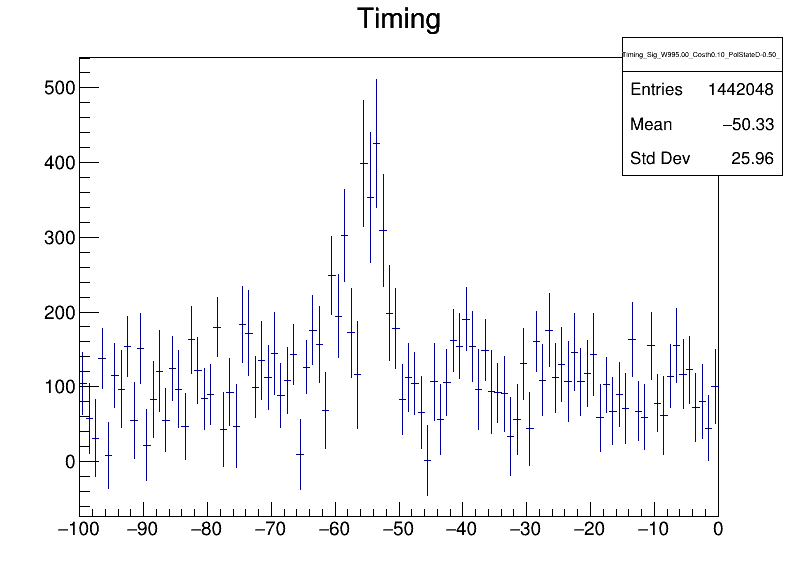 Timing
Timing_Sig_W995.00_Costh0.10_PolStateD-0.50_
Entries 1442048
Mean −50.33
Std Dev 25.96
500
400
300
200
100
0
−100 −90 −80 −70 −60 −50 −40 −30 −20 −10 0